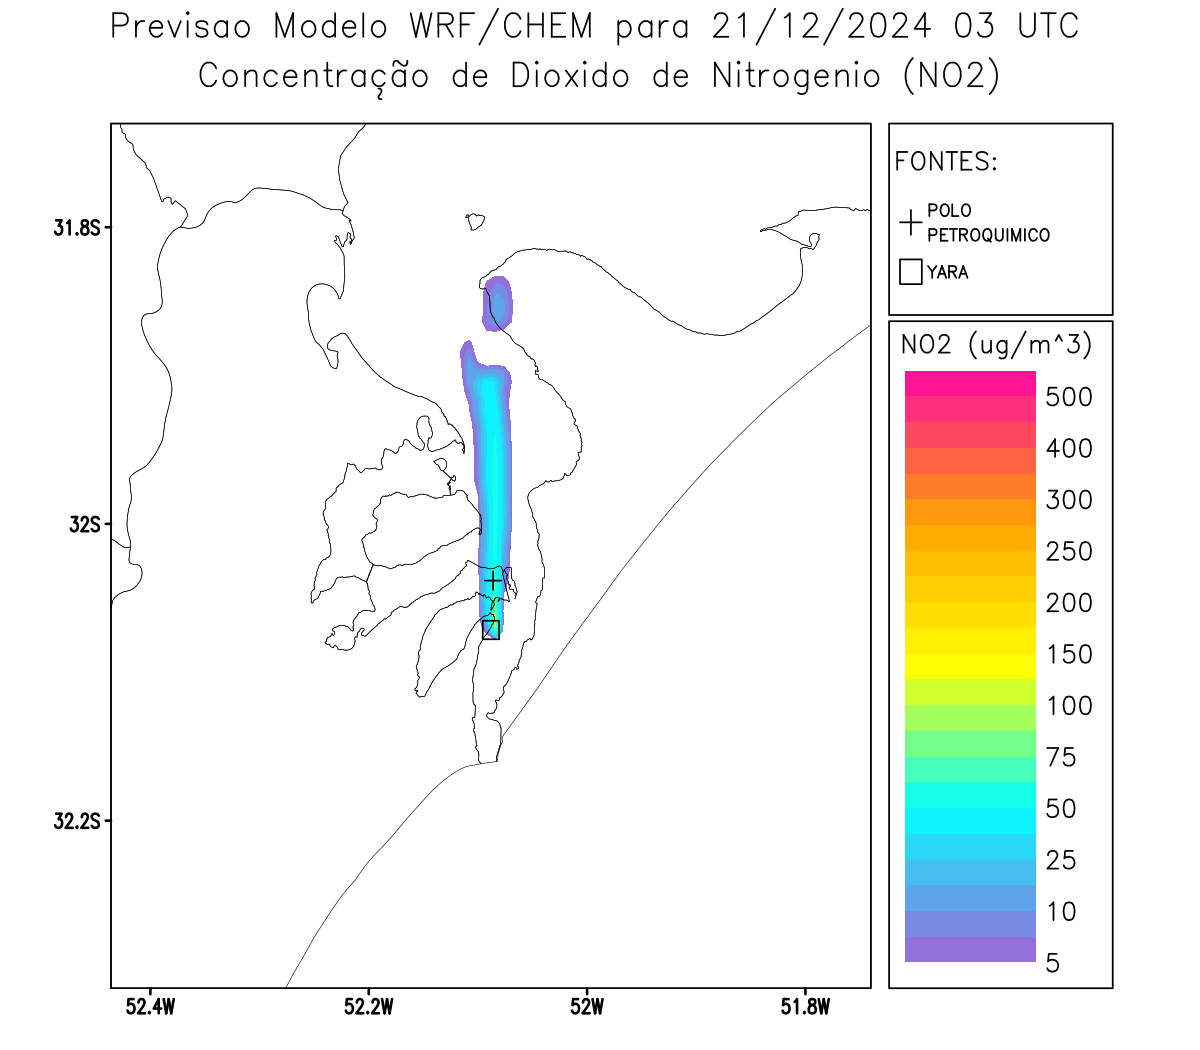 Previsao Modelo WRF/CHEM para 21/12/2024 03 UTC
Concentração de Dioxido de Nitrogenio (NO2)
FONTES:
POLO
PETROQUIMICO
YARA
NO2 (ug/m^3)
500
400
300
250
200
150
100
75
50
25
10
5
31.8S
32S
32.2S
52.4W
52.2W
52W
51.8W